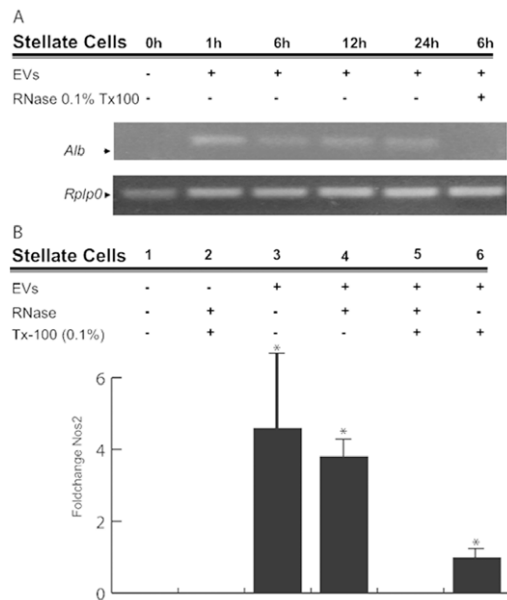 A
Stellate Cells 0h 1h 6h 12h 24h 6h
EVs - + + + + +
RNase 0.1% Tx100 - - - - - +
Alb
Rplp0
B
Stellate Cells 1 2 3 4 5 6
EVs - - + + + +
RNase - + - + + -
Tx-100 (0.1%) - + - - + +
6
4
2
0
Foldchange Nos2
* * *